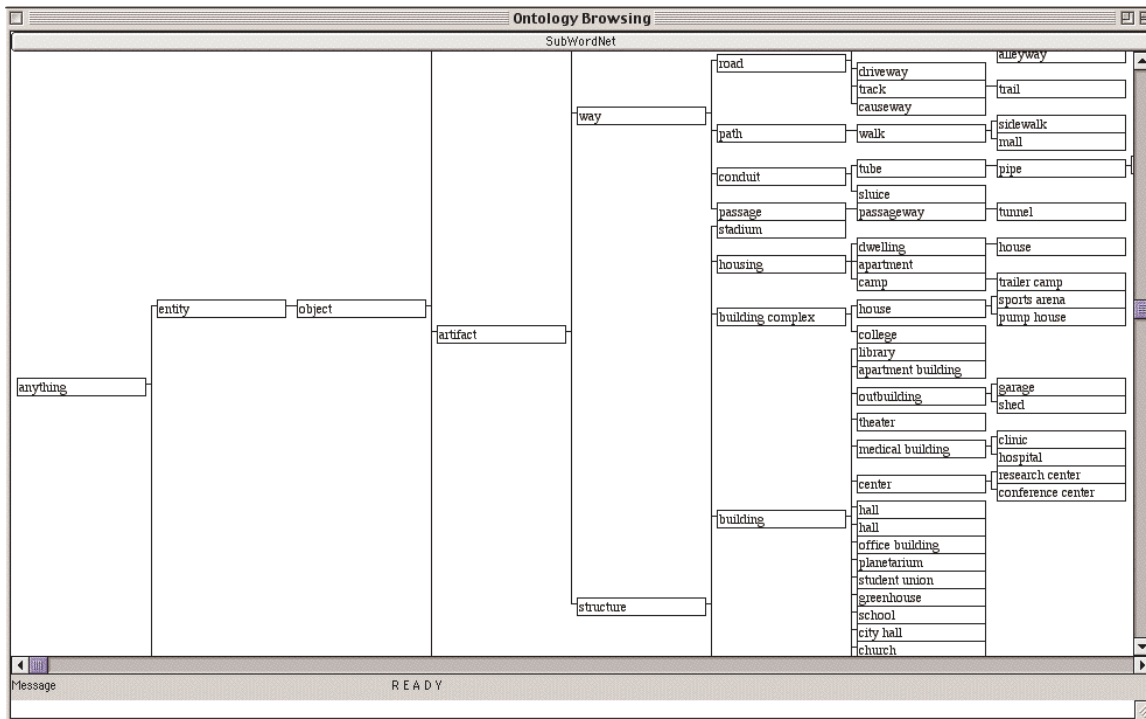 Ontology Browsing
SubWordNet
alleyway
road
driveway
track
trail
causeway
way
sidewalk
path
walk
mall
tube
pipe
conduit
sluice
passage
passageway
tunnel
stadium
dwelling
house
housing
apartment
camp
trailer camp
sports arena
entity
object
house
building complex
pump house
artifact
college
library
apartment building
anything
garage
outbuilding
shed
theater
clinic
medical building
hospital
research center
center
conference center
hall
building
hall
office building
planetarium
student union
greenhouse
structure
school
city hall
church
Message
READY